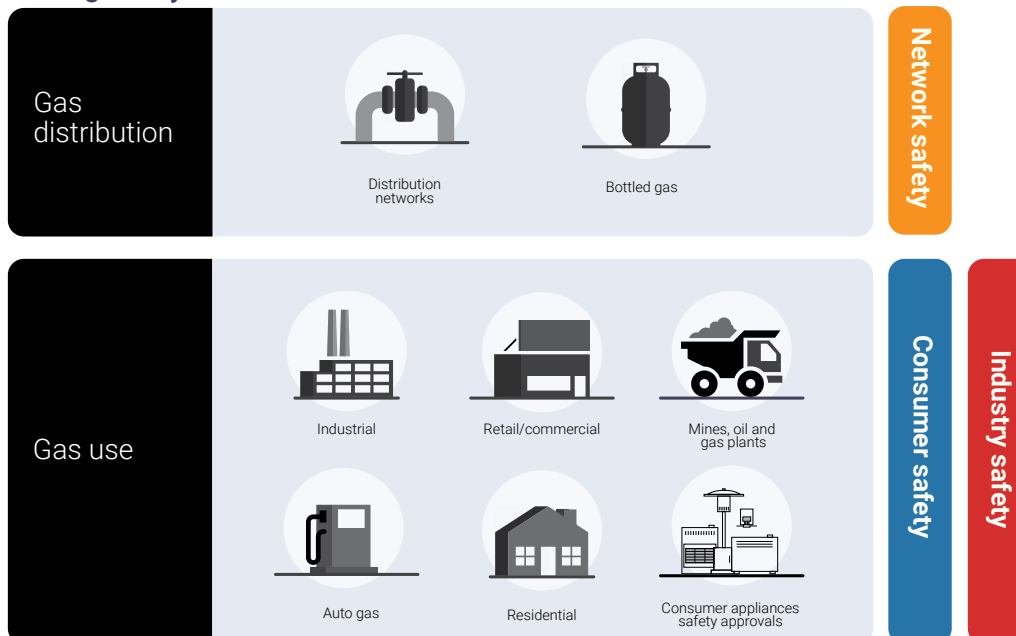 Gas
distribution
Distribution
networks
Bottled gas
Network safety
Gas use
Industrial
Retail/commercial
Mines, oil and
gas plants
Auto gas
Residential
Consumer appliances
safety approvals
Consumer safety
Industry safety